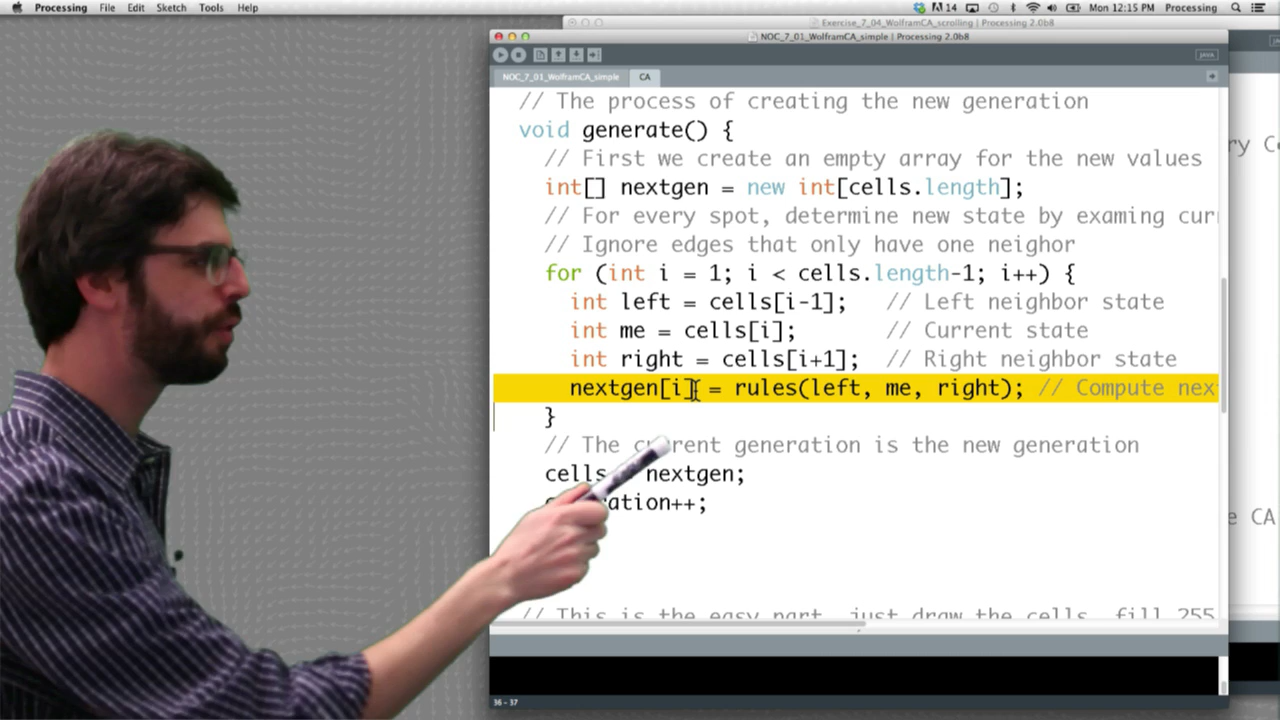 Processing File Edit Sketch Tools Help
14 Mon 12:15 PM Processing
Exercise_7_04_WolframCA_scrolling | Processing 2.0b8
NOC_7_01_WolframCA_simple | Processing 2.0b8
java
NOC_7_01_WolframCA_simple CA
// The process of creating the new generation
void generate() {
// First we create an empty array for the new values
int[] nextgen = new int[cells.length];
// For every spot, determine new state by examing cur
// Ignore edges that only have one neighor
for (int i = 1; i < cells.length-1; i++) {
int left = cells[i-1]; // Left neighbor state
int me = cells[i]; // Current state
int right = cells[i+1]; // Right neighbor state
nextgen[i] = rules(left, me, right); // Compute nex
}
// The current generation is the new generation
cells nextgen;
ation++;
// This is the easy part, just draw the cells, fill 255
36 - 37
ry C
e CA